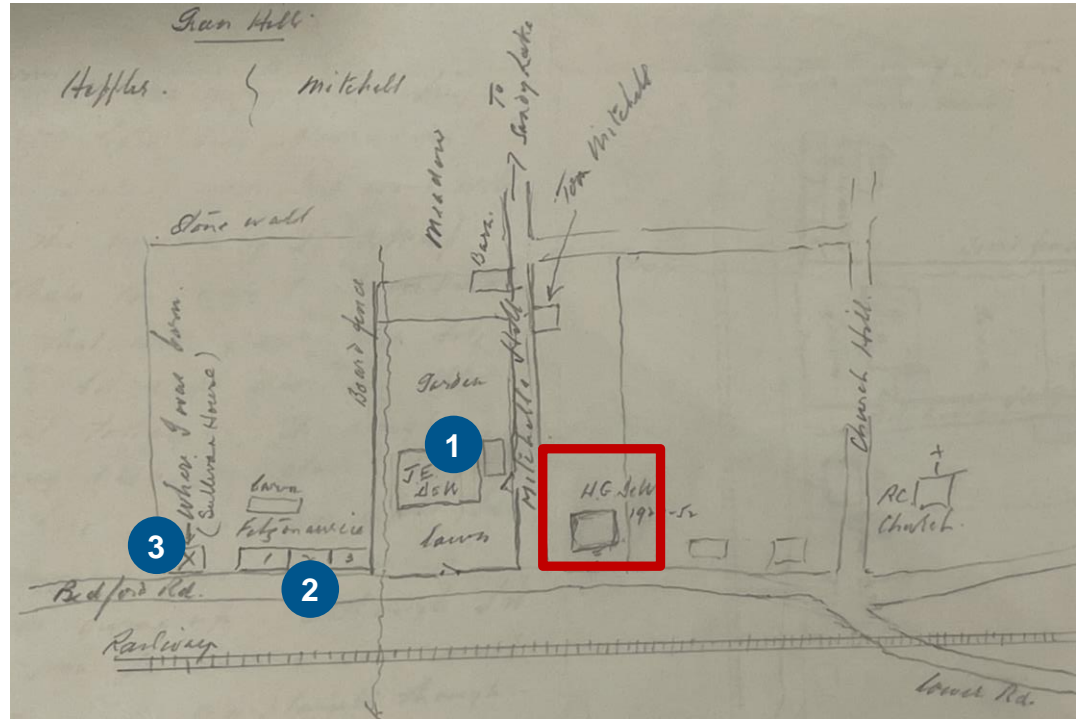 Green Hill
Mitchell
To
Sandy Lake
Tom Mitchell
Meadow
Stone wall
Barn.
Where I was born.
(Sullivan House)
Board fence
Garden
Mitchells Hill
Church Hill.
1
J.E.
H G
barn
RC
Church.
+
Fitzmaurice
Lawn
3
X
1
2
3
2
Bedford Rd.
Railway
Lower Rd.